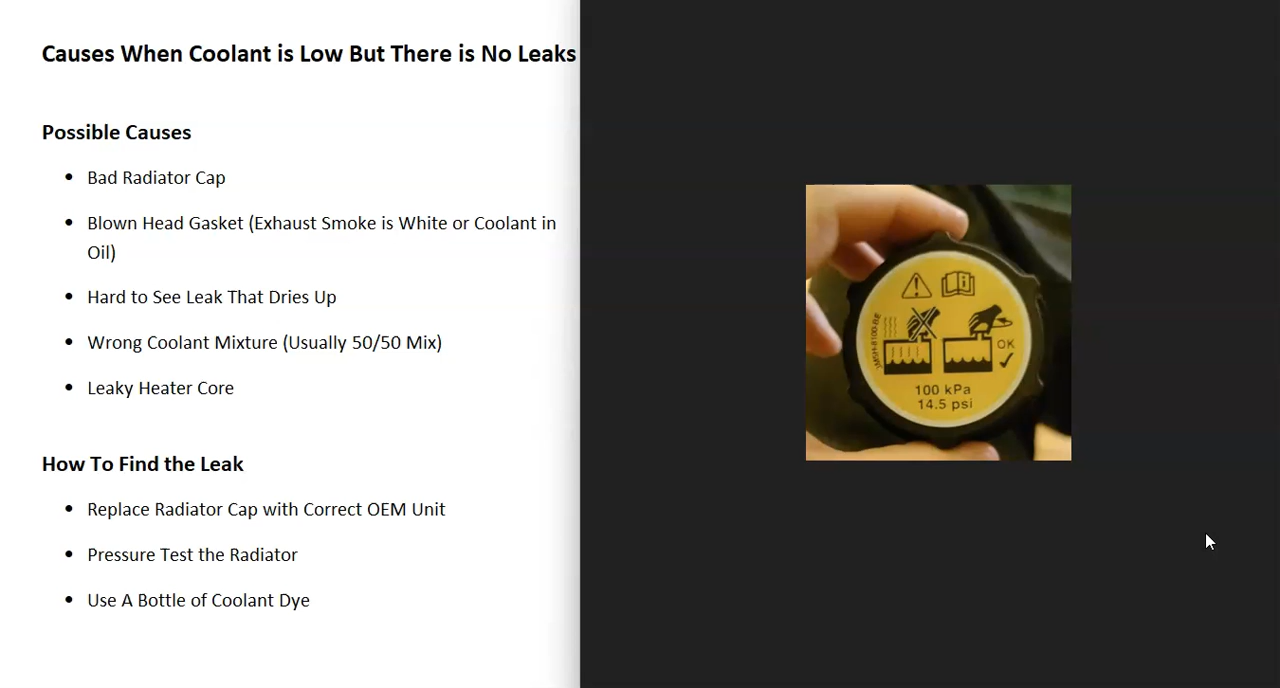 Causes When Coolant is Low But There is No Leaks
Possible Causes
• Bad Radiator Cap
• Blown Head Gasket (Exhaust Smoke is White or Coolant in
Oil)
• Hard to See Leak That Dries Up
• Wrong Coolant Mixture (Usually 50/50 Mix)
• Leaky Heater Core
How To Find the Leak
• Replace Radiator Cap with Correct OEM Unit
• Pressure Test the Radiator
• Use A Bottle of Coolant Dye
OK
100 kPa
14.5 psi